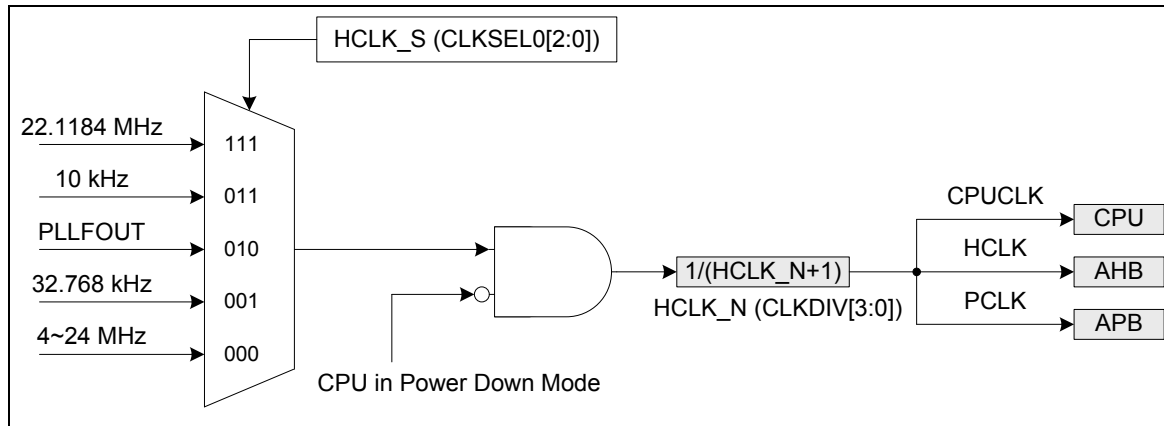 HCLK_S (CLKSEL0[2:0])
22.1184 MHz
111
10 kHz
011
PLLFOUT
010
32.768 kHz
001
4~24 MHz
000
CPU in Power Down Mode
1/(HCLK_N+1)
HCLK_N (CLKDIV[3:0])
CPUCLK
CPU
HCLK
AHB
PCLK
APB